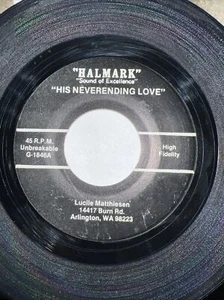 "HALMARK"
"Sound of Excellence"
"HIS NEVERENDING LOVE"
45 R.P.M.
Unbreakable
G-1846A
High
Fidelity
Lucile Matthiesen
14417 Burn Rd.
Arlington, WA 98223